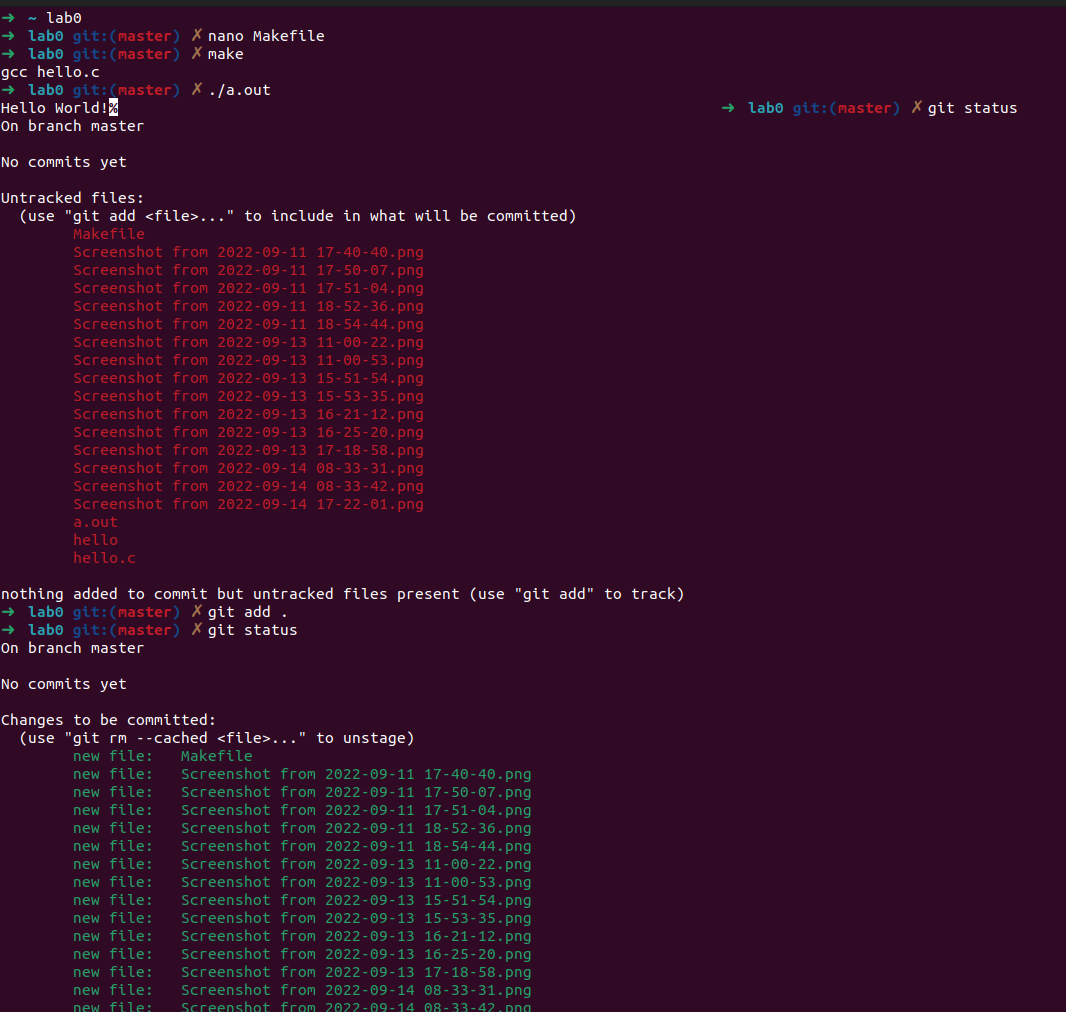 ➜ ~ lab0
➜ lab0 git:(master) ✗ nano Makefile
➜ lab0 git:(master) ✗ make
gcc hello.c
➜ lab0 git:(master) ✗ ./a.out
Hello World!% ➜ lab0 git:(master) ✗ git status
On branch master
No commits yet
Untracked files:
(use "git add <file>..." to include in what will be committed)
Makefile
Screenshot from 2022-09-11 17-40-40.png
Screenshot from 2022-09-11 17-50-07.png
Screenshot from 2022-09-11 17-51-04.png
Screenshot from 2022-09-11 18-52-36.png
Screenshot from 2022-09-11 18-54-44.png
Screenshot from 2022-09-13 11-00-22.png
Screenshot from 2022-09-13 11-00-53.png
Screenshot from 2022-09-13 15-51-54.png
Screenshot from 2022-09-13 15-53-35.png
Screenshot from 2022-09-13 16-21-12.png
Screenshot from 2022-09-13 16-25-20.png
Screenshot from 2022-09-13 17-18-58.png
Screenshot from 2022-09-14 08-33-31.png
Screenshot from 2022-09-14 08-33-42.png
Screenshot from 2022-09-14 17-22-01.png
a.out
hello
hello.c
nothing added to commit but untracked files present (use "git add" to track)
➜ lab0 git:(master) ✗ git add .
➜ lab0 git:(master) ✗ git status
On branch master
No commits yet
Changes to be committed:
(use "git rm --cached <file>..." to unstage)
new file: Makefile
new file: Screenshot from 2022-09-11 17-40-40.png
new file: Screenshot from 2022-09-11 17-50-07.png
new file: Screenshot from 2022-09-11 17-51-04.png
new file: Screenshot from 2022-09-11 18-52-36.png
new file: Screenshot from 2022-09-11 18-54-44.png
new file: Screenshot from 2022-09-13 11-00-22.png
new file: Screenshot from 2022-09-13 11-00-53.png
new file: Screenshot from 2022-09-13 15-51-54.png
new file: Screenshot from 2022-09-13 15-53-35.png
new file: Screenshot from 2022-09-13 16-21-12.png
new file: Screenshot from 2022-09-13 16-25-20.png
new file: Screenshot from 2022-09-13 17-18-58.png
new file: Screenshot from 2022-09-14 08-33-31.png
new file: Screenshot from 2022-09-14 08-33-42.png